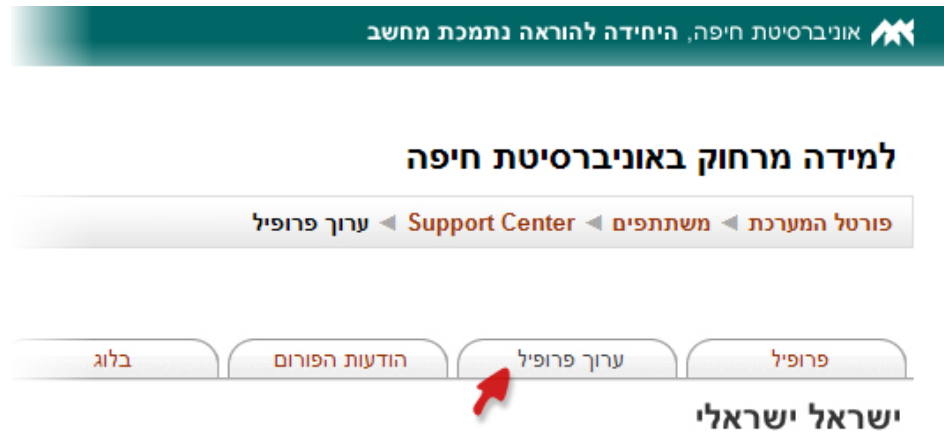 אוניברסיטת חיפה, היחידה להוראה נתמכת מחשב
למידה מרחוק באוניברסיטת חיפה
פורטל המערכת ◄ משתתפים ◄ Support Center ◄ ערוך פרופיל
פרופיל ערוך פרופיל הודעות הפורום בלוג
ישראל ישראלי